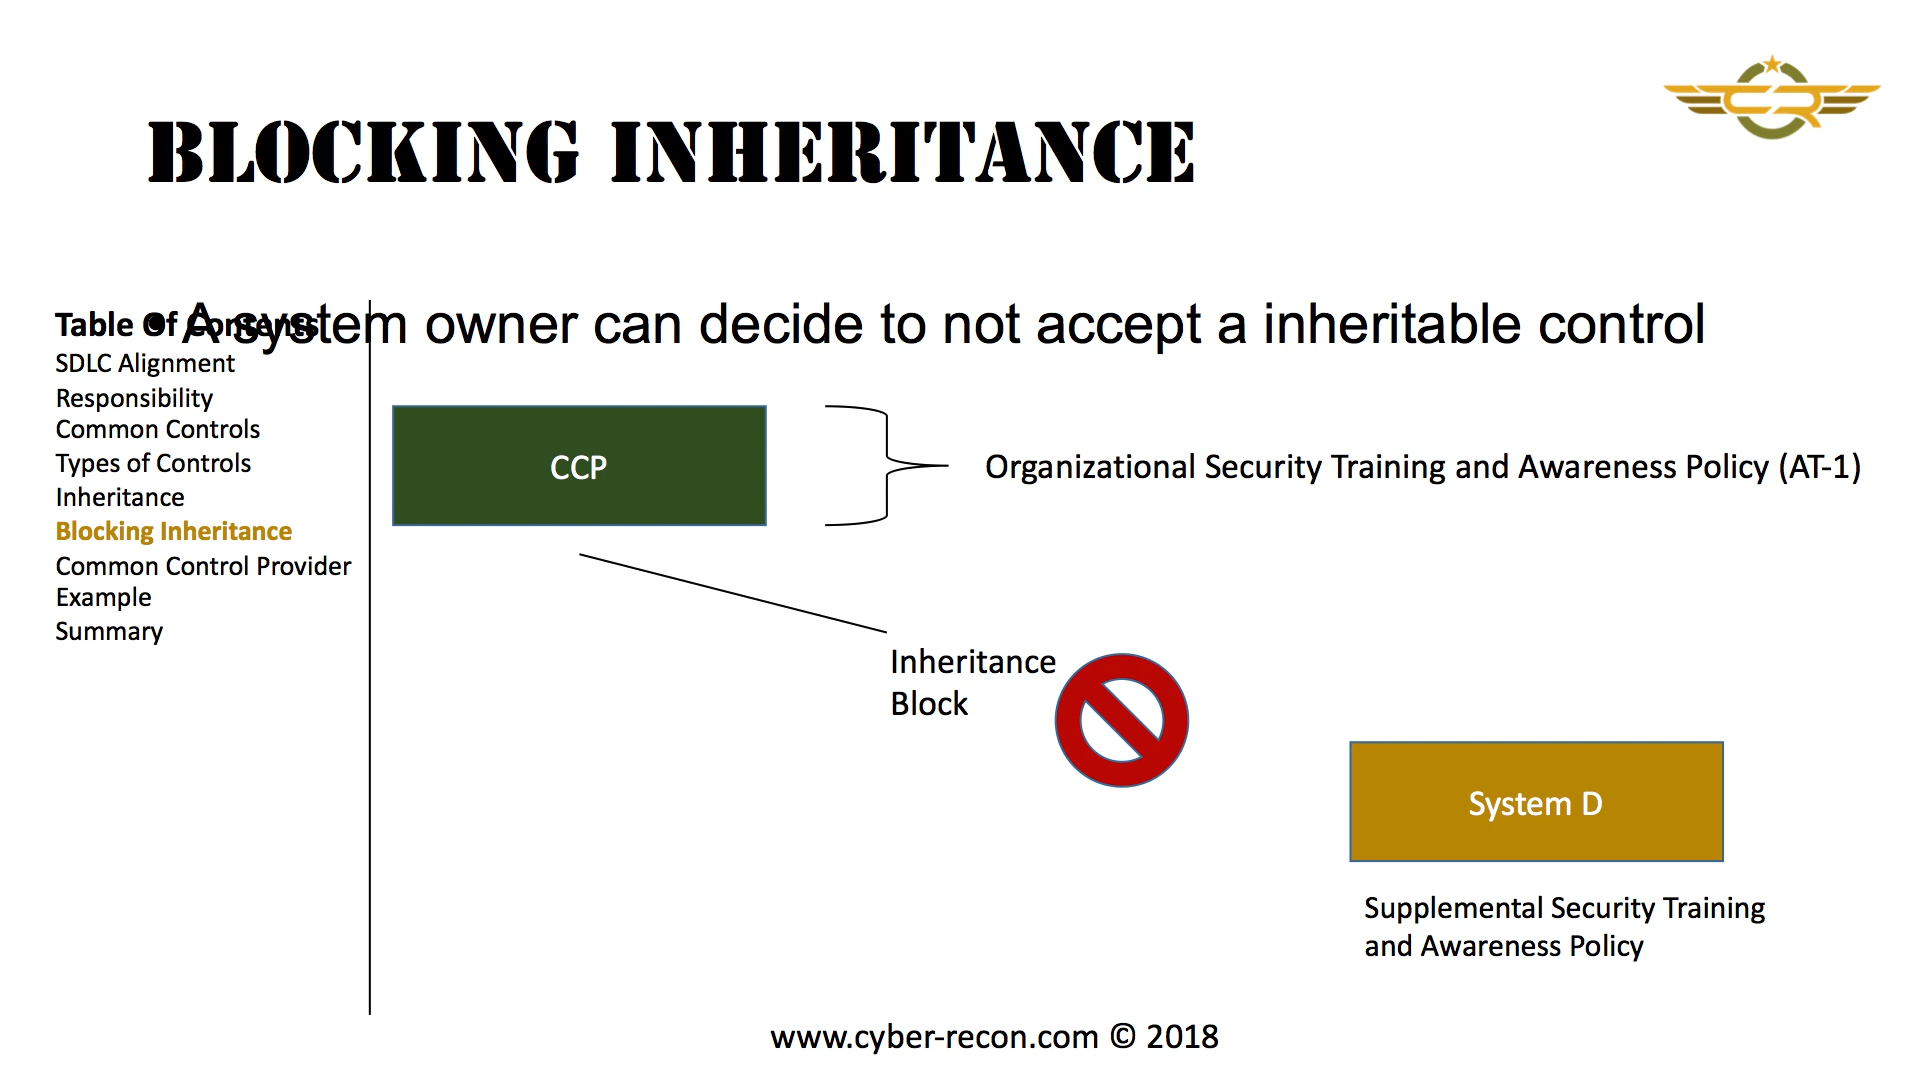 BLOCKING INHERITANCE
• A system owner can decide to not accept a inheritable control
Table Of Contents
SDLC Alignment
Responsibility
Common Controls
Types of Controls
Inheritance
Blocking Inheritance
Common Control Provider
Example
Summary
CCP
Organizational Security Training and Awareness Policy (AT-1)
Inheritance
Block
System D
Supplemental Security Training
and Awareness Policy
www.cyber-recon.com © 2018
CR